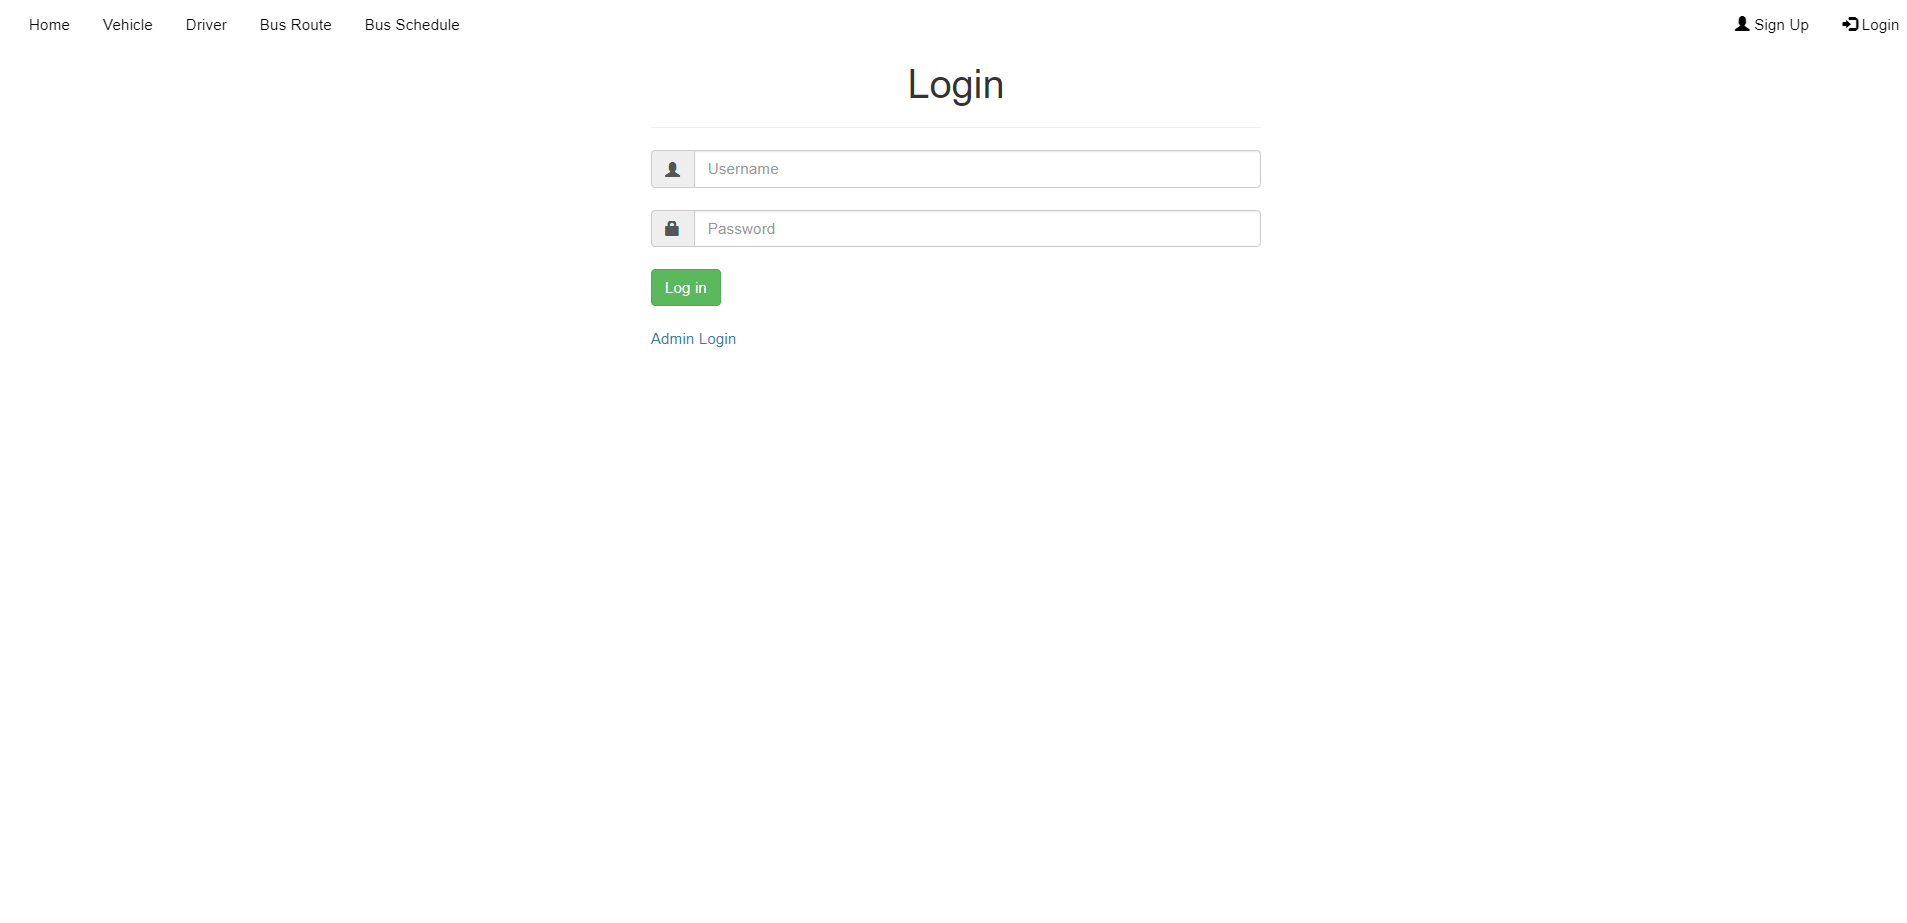 Home Vehicle Driver Bus Route Bus Schedule Sign Up Login
Login
Username
Password
Log in
Admin Login